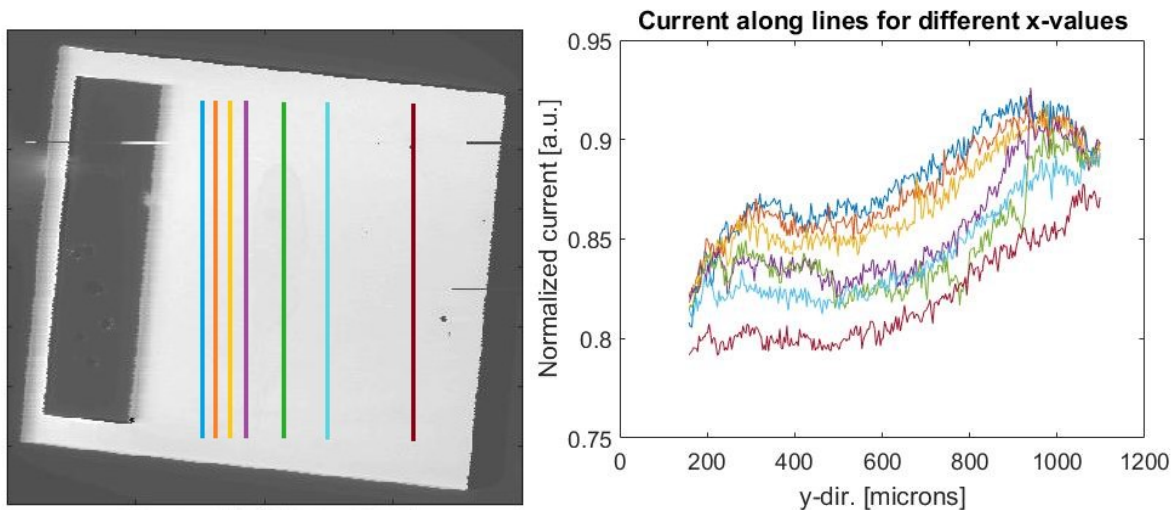 Current along lines for different x-values
0.95
0.9
0.85
0.8
0.75
Normalized current [a.u.]
0 200 400 600 800 1000 1200
y-dir. [microns]